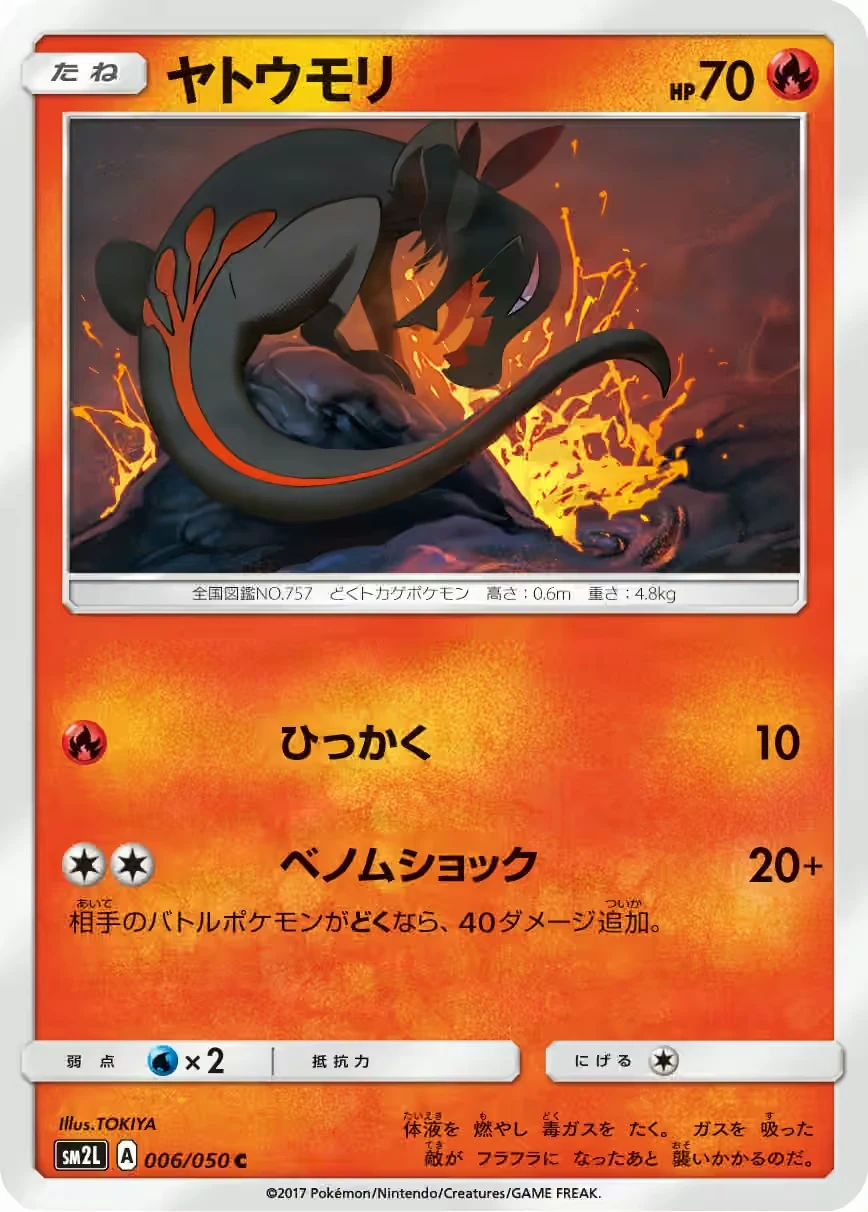 たね ヤトウモリ HP70
全国図鑑NO.757 どくトカゲポケモン 高さ:0.6m 重さ:4.8kg
ひっかく 10
ベノムショック 20+
相手のバトルポケモンがどくなら、40ダメージ追加。
弱点 ×2 抵抗力 にげる
Illus.TOKIYA
体液を 燃やし 毒ガスを たく。 ガスを 吸った
敵が フラフラに なったあと 襲いかかるのだ。
SM2L A 006/050 C
©2017 Pokémon/Nintendo/Creatures/GAME FREAK.